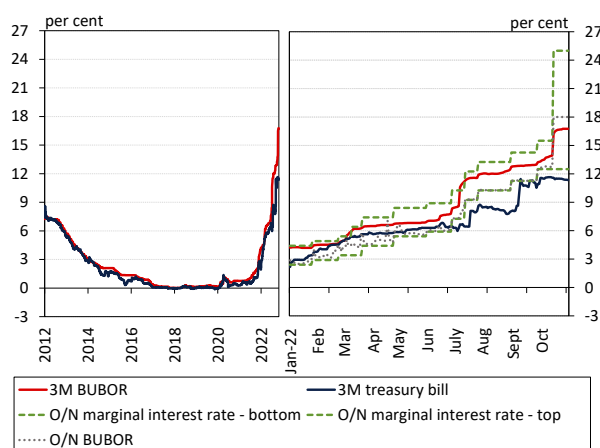 per cent
per cent
27
24
21
18
15
12
9
6
3
0
-3
27
24
21
18
15
12
9
6
3
0
-3
2012
2014
2016
2018
2020
2022
Jan-22
Feb
Mar
Apr
May
Jun
July
Aug
Sept
Oct
3M BUBOR
3M treasury bill
O/N marginal interest rate - bottom
O/N marginal interest rate - top
O/N BUBOR